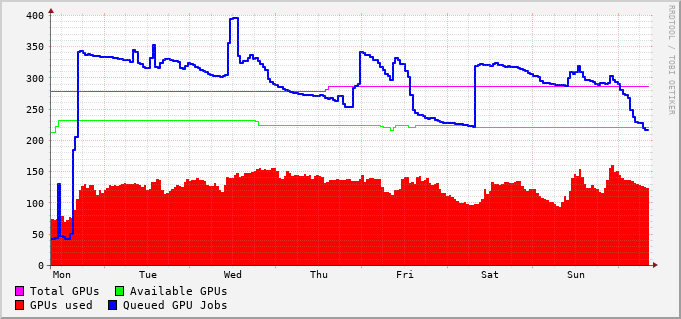 400
350
300
250
200
150
100
50
0
Mon Tue Wed Thu Fri Sat Sun
Total GPUs Available GPUs
GPUs used Queued GPU Jobs
RRDTOOL / TOBI OETIKER